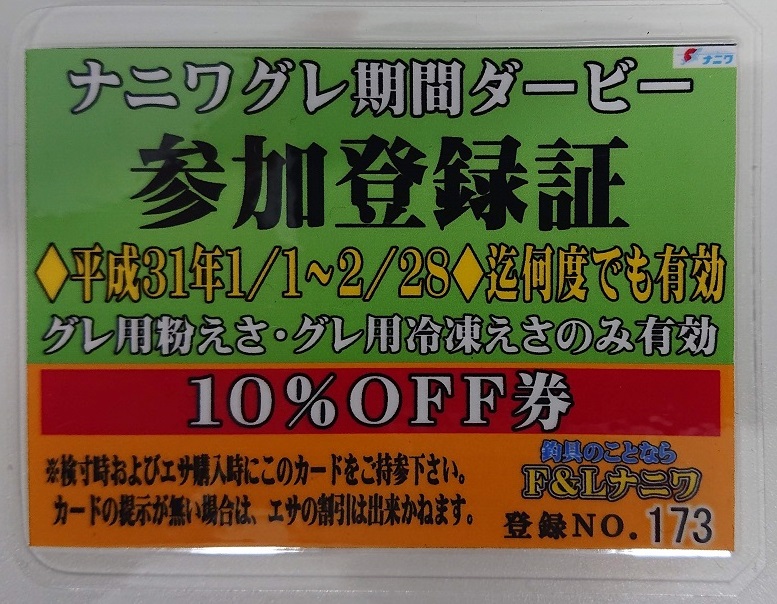 ナニワ
ナニワグレ期間ダービー
参加登録証
◆平成31年1/1~2/28◆迄何度でも有効
グレ用粉えさ・グレ用冷凍えさのみ有効
10%OFF券
※検寸時およびエサ購入時にこのカードをご持参下さい。
カードの提示が無い場合は、エサの割引は出来かねます。
釣具のことなら
F&Lナニワ
登録NO.173